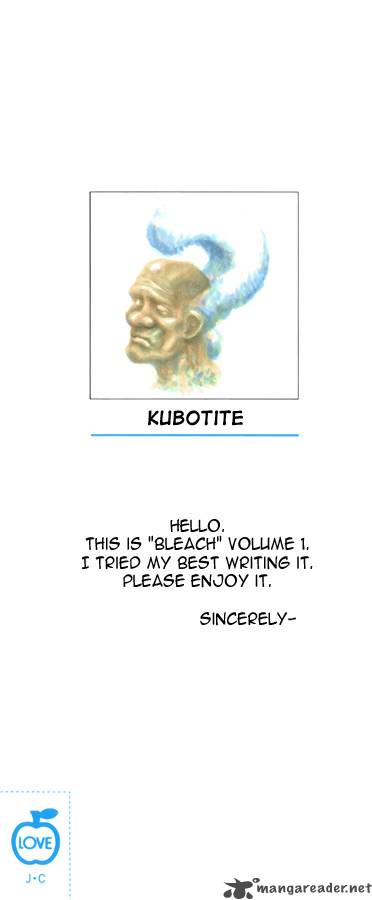 KUBOTITE
HELLO.
THIS IS "BLEACH" VOLUME 1.
I TRIED MY BEST WRITING IT.
PLEASE ENJOY IT.
SINCERELY-
LOVE
J·C
mangareader.net